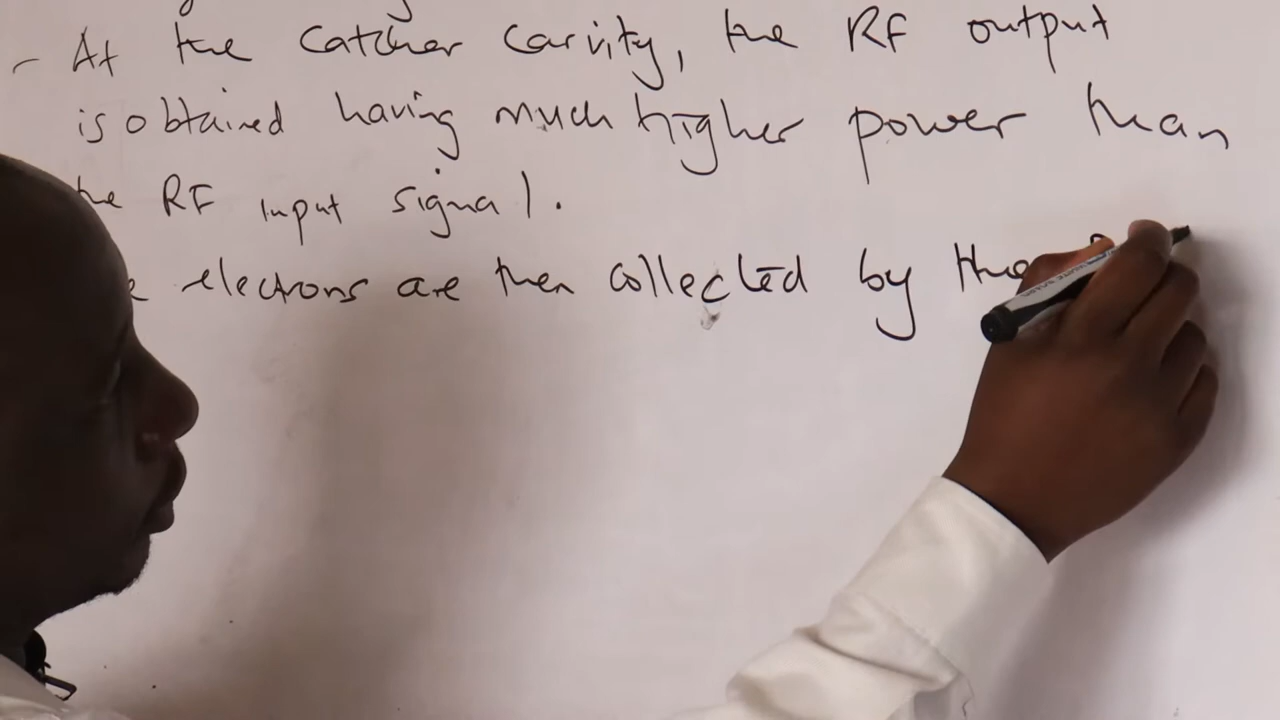 - At the catcher carvity, the RF output
is obtained having much higher power than
the RF input signal.
electrons are then collected by the